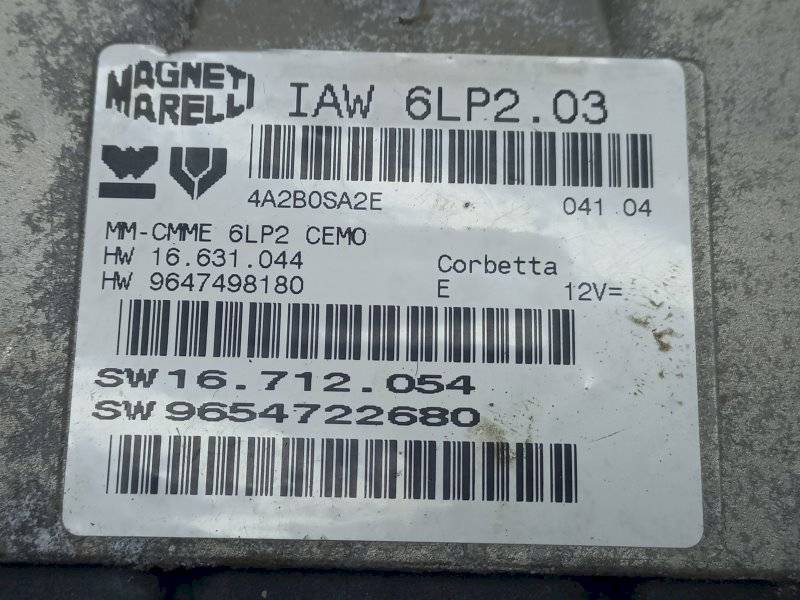 MAGNETI MARELLI
IAW 6LP2.03
4A2B0SA2E 041 04
MM-CMME 6LP2 CEMO
HW 16.631.044
HW 9647498180
Corbetta
E 12V=
SW 16.712.054
SW 9654722680